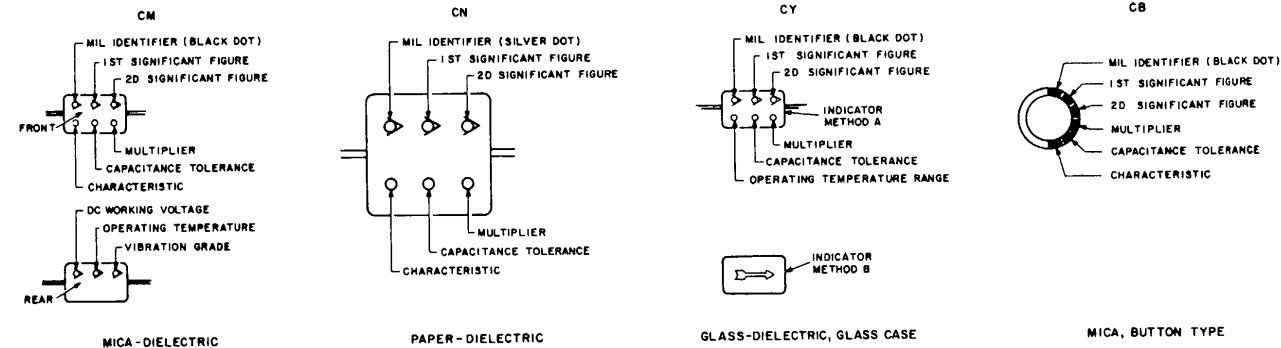 CM
MIL IDENTIFIER (BLACK DOT)
1ST SIGNIFICANT FIGURE
2D SIGNIFICANT FIGURE
FRONT
MULTIPLIER
CAPACITANCE TOLERANCE
CHARACTERISTIC
DC WORKING VOLTAGE
OPERATING TEMPERATURE
VIBRATION GRADE
REAR
MICA-DIELECTRIC
CN
MIL IDENTIFIER (SILVER DOT)
1ST SIGNIFICANT FIGURE
2D SIGNIFICANT FIGURE
MULTIPLIER
CAPACITANCE TOLERANCE
CHARACTERISTIC
PAPER-DIELECTRIC
CY
MIL IDENTIFIER (BLACK DOT)
1ST SIGNIFICANT FIGURE
2D SIGNIFICANT FIGURE
INDICATOR
METHOD A
MULTIPLIER
CAPACITANCE TOLERANCE
OPERATING TEMPERATURE RANGE
INDICATOR
METHOD B
GLASS-DIELECTRIC, GLASS CASE
CB
MIL IDENTIFIER (BLACK DOT)
1ST SIGNIFICANT FIGURE
2D SIGNIFICANT FIGURE
MULTIPLIER
CAPACITANCE TOLERANCE
CHARACTERISTIC
MICA, BUTTON TYPE